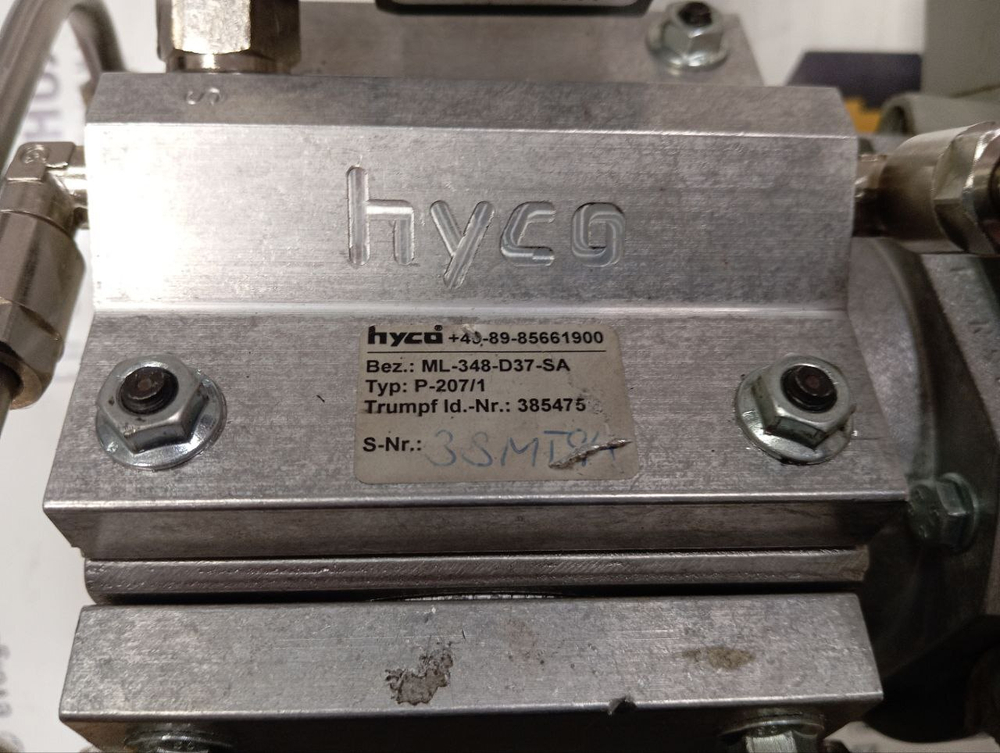 S
hyco
hyco +49-89-85661900
Bez.: ML-348-D37-SA
Typ: P-207/1
Trumpf Id.-Nr.: 385475
S-Nr.: